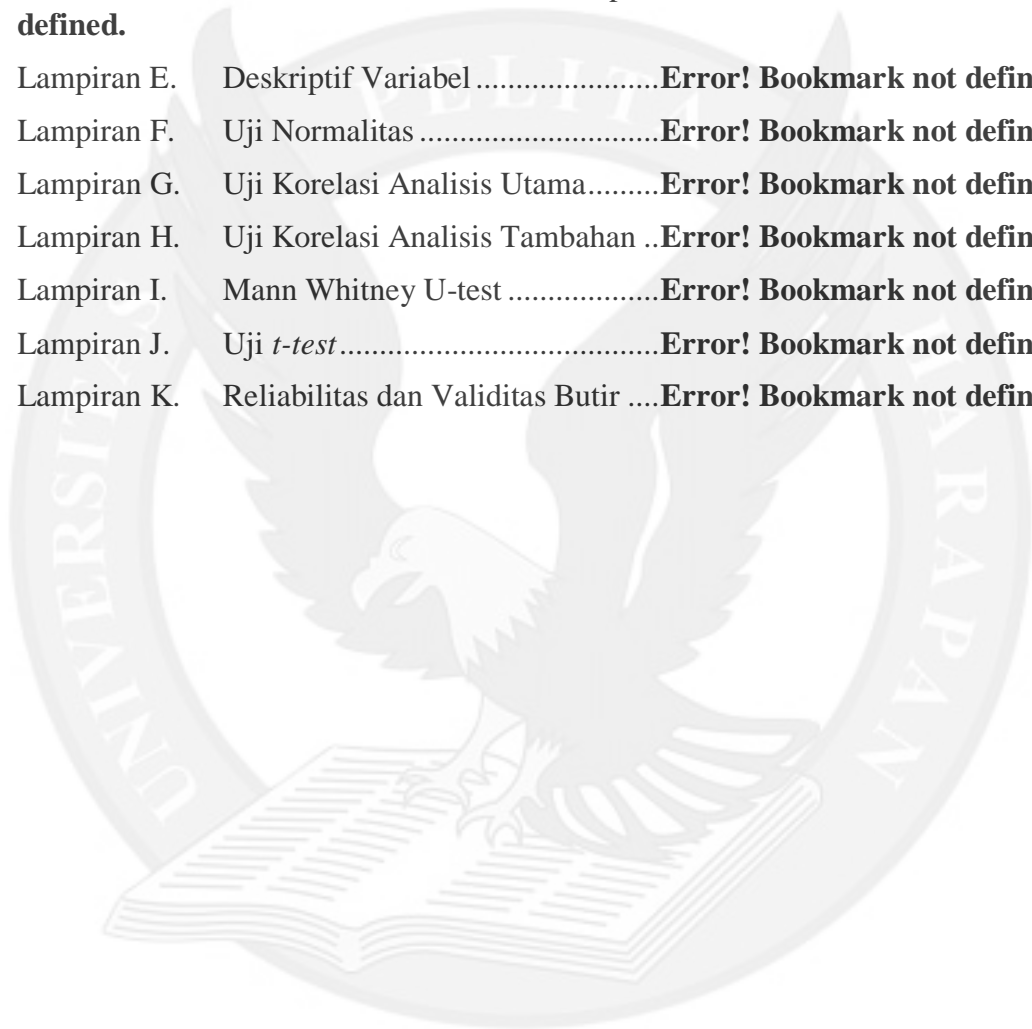 defined.
Lampiran E. Deskriptif Variabel ......................Error! Bookmark not defin
Lampiran F. Uji Normalitas .............................Error! Bookmark not defin
Lampiran G. Uji Korelasi Analisis Utama.........Error! Bookmark not defin
Lampiran H. Uji Korelasi Analisis Tambahan ..Error! Bookmark not defin
Lampiran I. Mann Whitney U-test ..................Error! Bookmark not defin
Lampiran J. Uji t-test.......................................Error! Bookmark not defin
Lampiran K. Reliabilitas dan Validitas Butir ....Error! Bookmark not defin
UNIVERSITAS PELITA HARAPAN